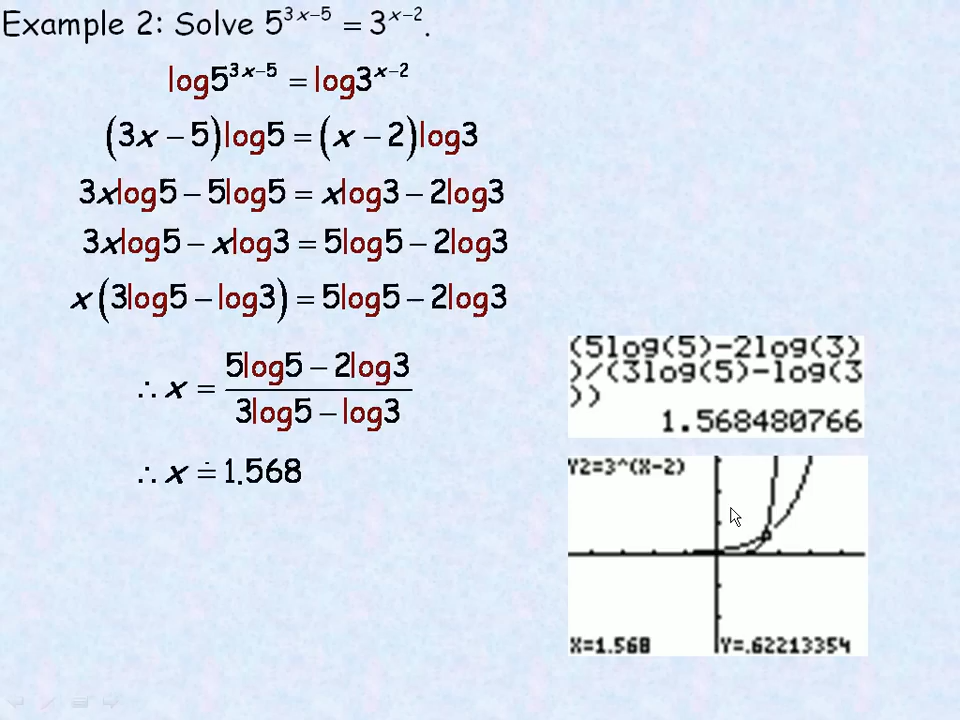 Example 2: Solve 5^{3x−5} = 3^{x−2}.
log5^{3x−5} = log3^{x−2}
(3x − 5)log5 = (x − 2)log3
3xlog5 − 5log5 = xlog3 − 2log3
3xlog5 − xlog3 = 5log5 − 2log3
x(3log5 − log3) = 5log5 − 2log3
∴ x = \frac{5log5 − 2log3}{3log5 − log3}
∴ x ≐ 1.568
(5log(5)-2log(3)
)/(3log(5)-log(3
))
1.568480766
Y2=3^(X-2)
X=1.568 Y=.62213354